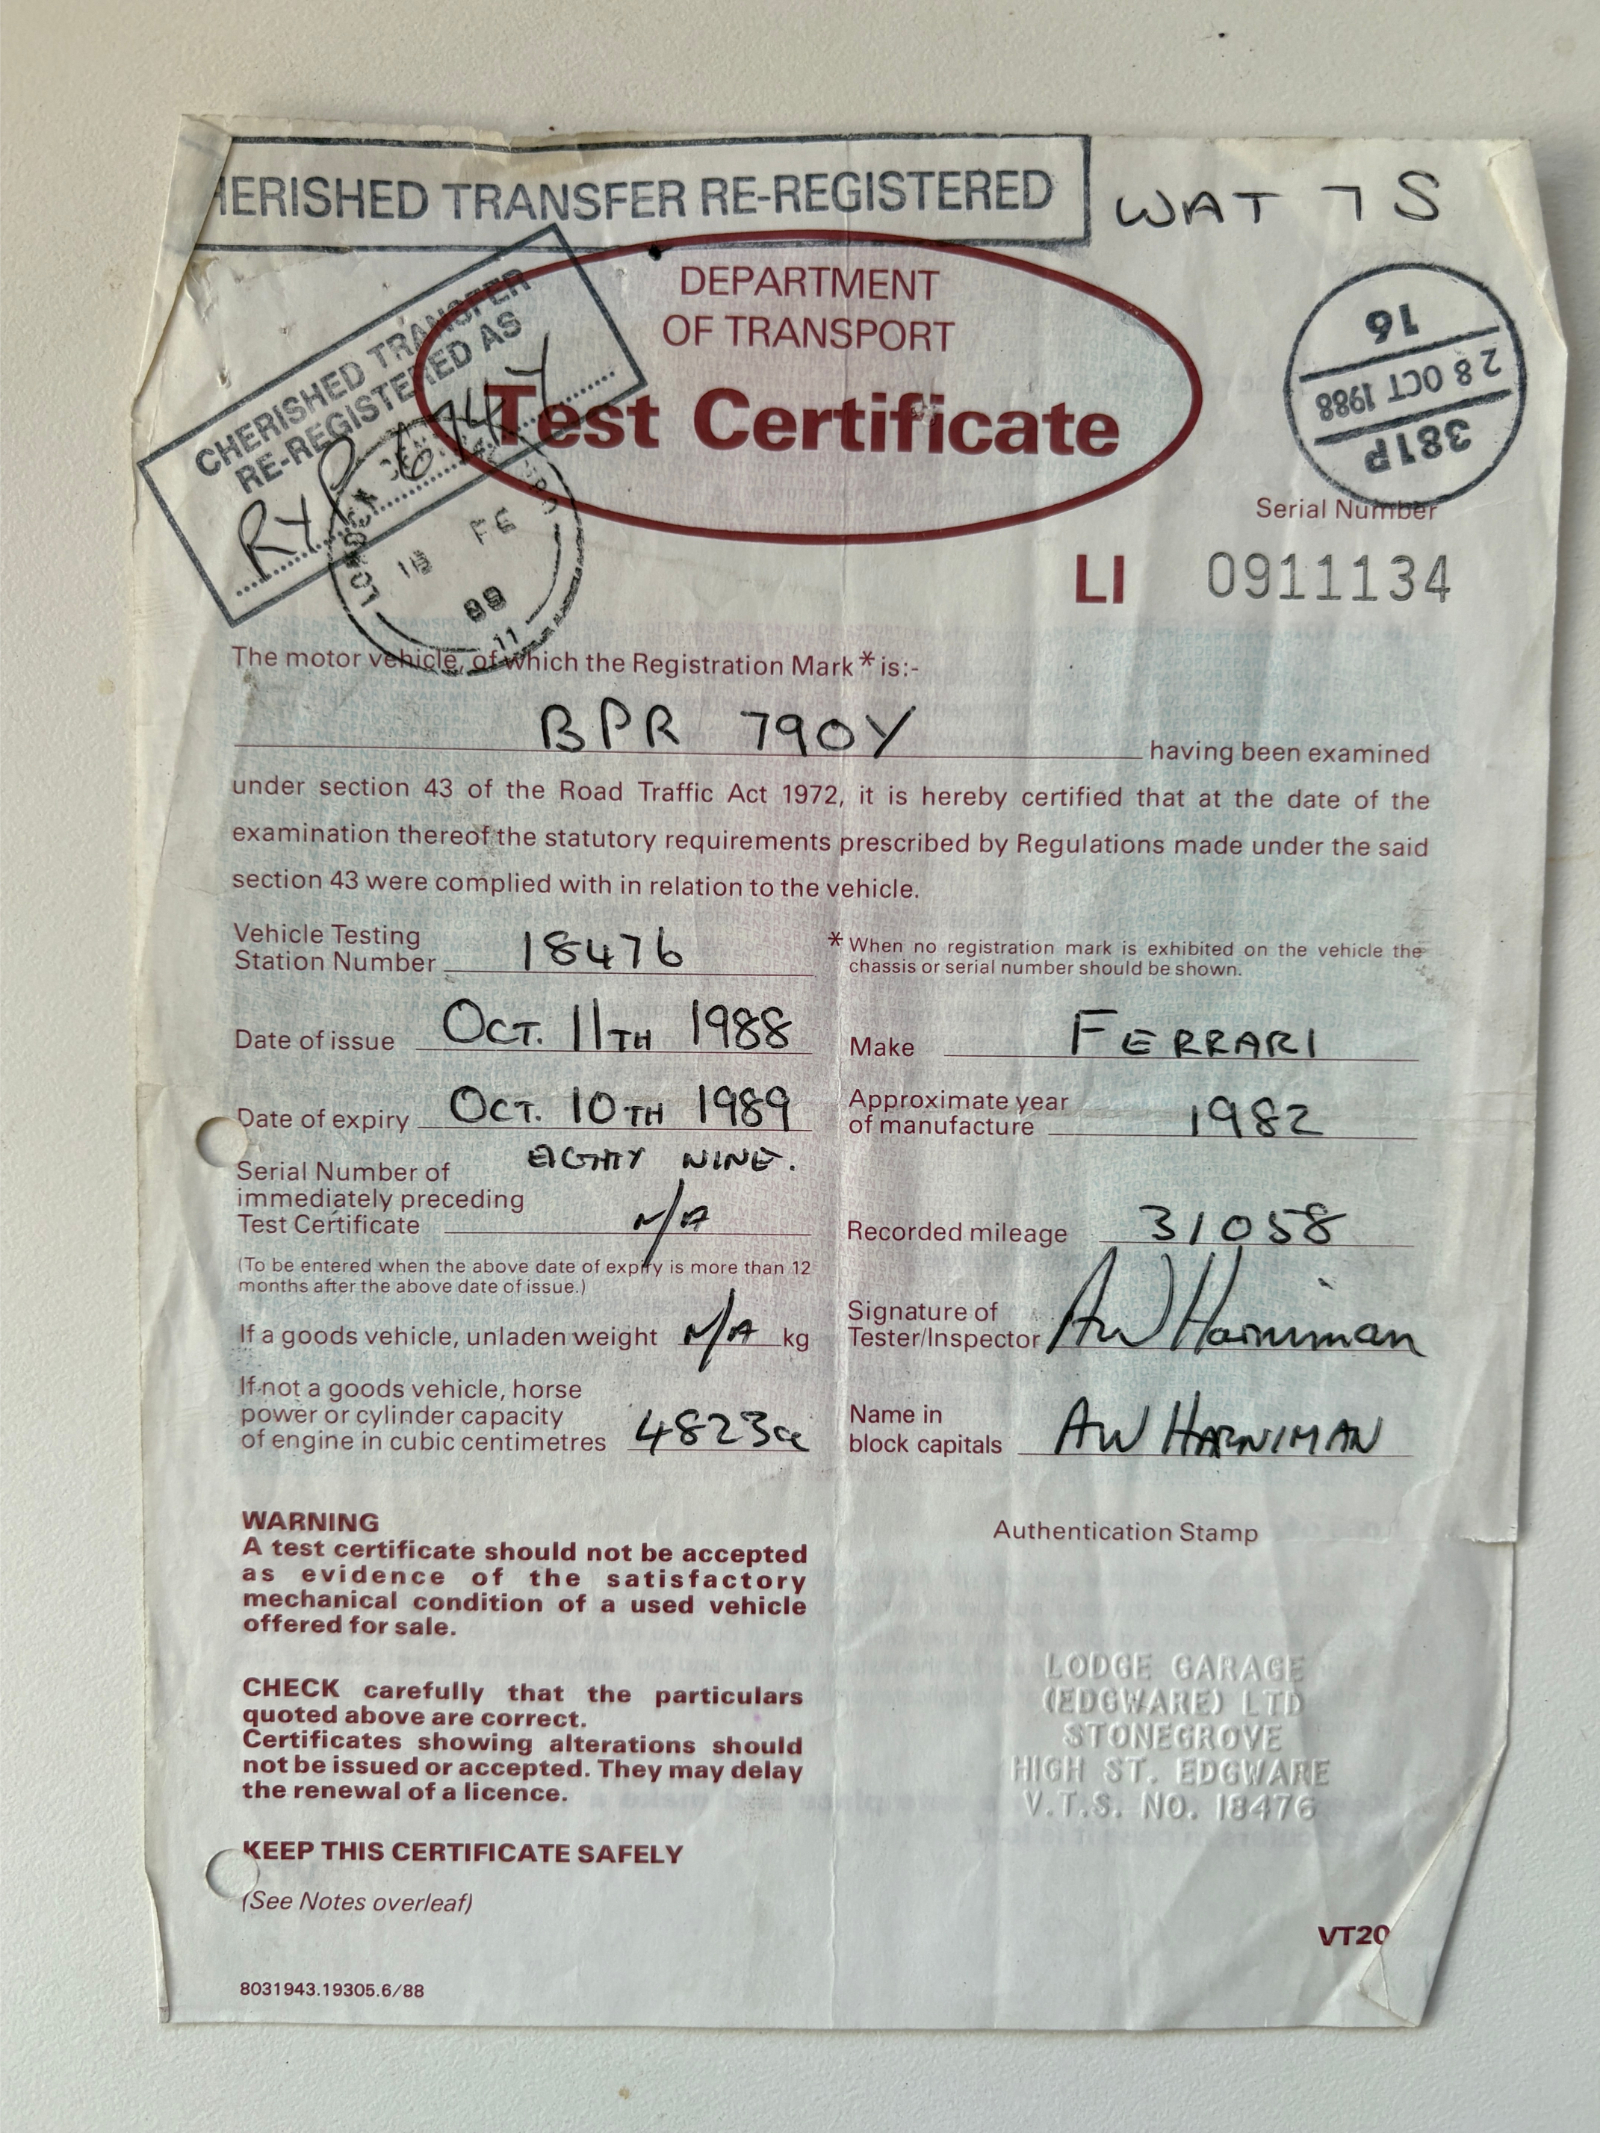 HERISHED TRANSFER RE-REGISTERED
WAT 7S
CHERISHED TRANSFER
RE-REGISTERED AS
RYP 674Y
DEPARTMENT
OF TRANSPORT
Test Certificate
16
28 OCT 1988
381P
LONDON
89
11
Serial Number
LI 0911134
The motor vehicle, of which the Registration Mark * is:-
BPR 790Y having been examined
under section 43 of the Road Traffic Act 1972, it is hereby certified that at the date of the
examination thereof the statutory requirements prescribed by Regulations made under the said
section 43 were complied with in relation to the vehicle.
Vehicle Testing
Station Number 18476
* When no registration mark is exhibited on the vehicle the
chassis or serial number should be shown.
Date of issue OCT. 11TH 1988
Make FERRARI
Date of expiry OCT. 10TH 1989
EIGHTY NINE.
Approximate year
of manufacture 1982
Serial Number of
immediately preceding
Test Certificate N/A
Recorded mileage 31058
(To be entered when the above date of expiry is more than 12
months after the above date of issue.)
Signature of
Tester/Inspector AW Harniman
If a goods vehicle, unladen weight N/A kg
If not a goods vehicle, horse
power or cylinder capacity
of engine in cubic centimetres 4823cc
Name in
block capitals AW HARNIMAN
WARNING
A test certificate should not be accepted
as evidence of the satisfactory
mechanical condition of a used vehicle
offered for sale.
Authentication Stamp
CHECK carefully that the particulars
quoted above are correct.
Certificates showing alterations should
not be issued or accepted. They may delay
the renewal of a licence.
LODGE GARAGE
(EDGWARE) LTD
STONEGROVE
HIGH ST. EDGWARE
V.T.S. NO. 18476
KEEP THIS CERTIFICATE SAFELY
(See Notes overleaf)
VT20
8031943.19305.6/88